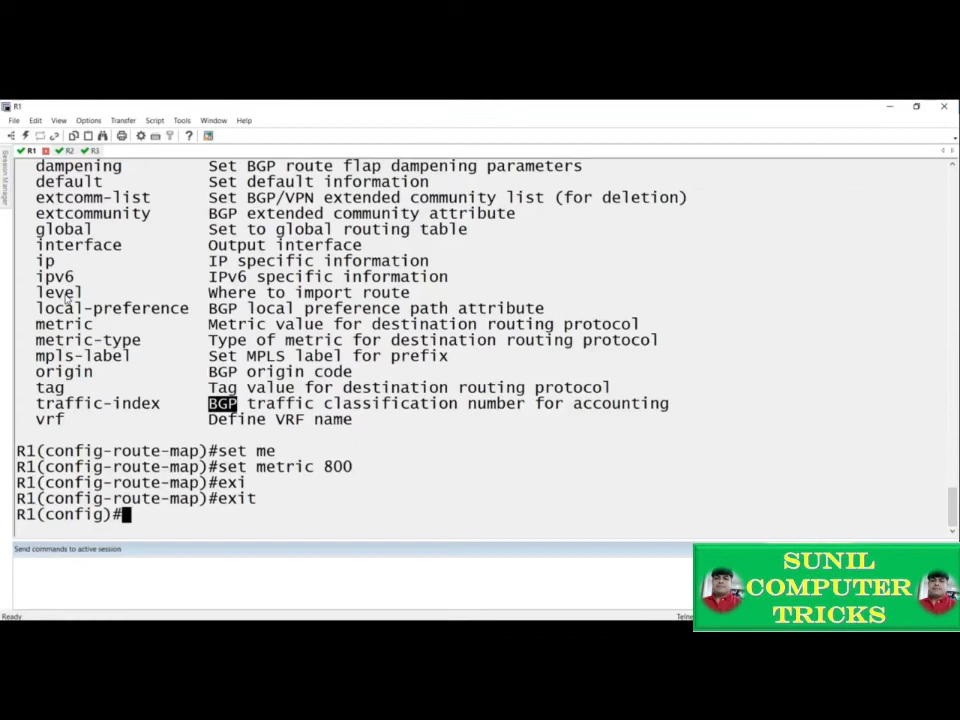 R1
File Edit View Options Transfer Script Tools Window Help
R1 R2 R3
Session Manager
dampening Set BGP route flap dampening parameters
default Set default information
extcomm-list Set BGP/VPN extended community list (for deletion)
extcommunity BGP extended community attribute
global Set to global routing table
interface Output interface
ip IP specific information
ipv6 IPv6 specific information
level Where to import route
local-preference BGP local preference path attribute
metric Metric value for destination routing protocol
metric-type Type of metric for destination routing protocol
mpls-label Set MPLS label for prefix
origin BGP origin code
tag Tag value for destination routing protocol
traffic-index BGP traffic classification number for accounting
vrf Define VRF name
R1(config-route-map)#set me
R1(config-route-map)#set metric 800
R1(config-route-map)#exi
R1(config-route-map)#exit
R1(config)#
Send commands to active session
Ready
SUNIL
COMPUTER
TRICKS